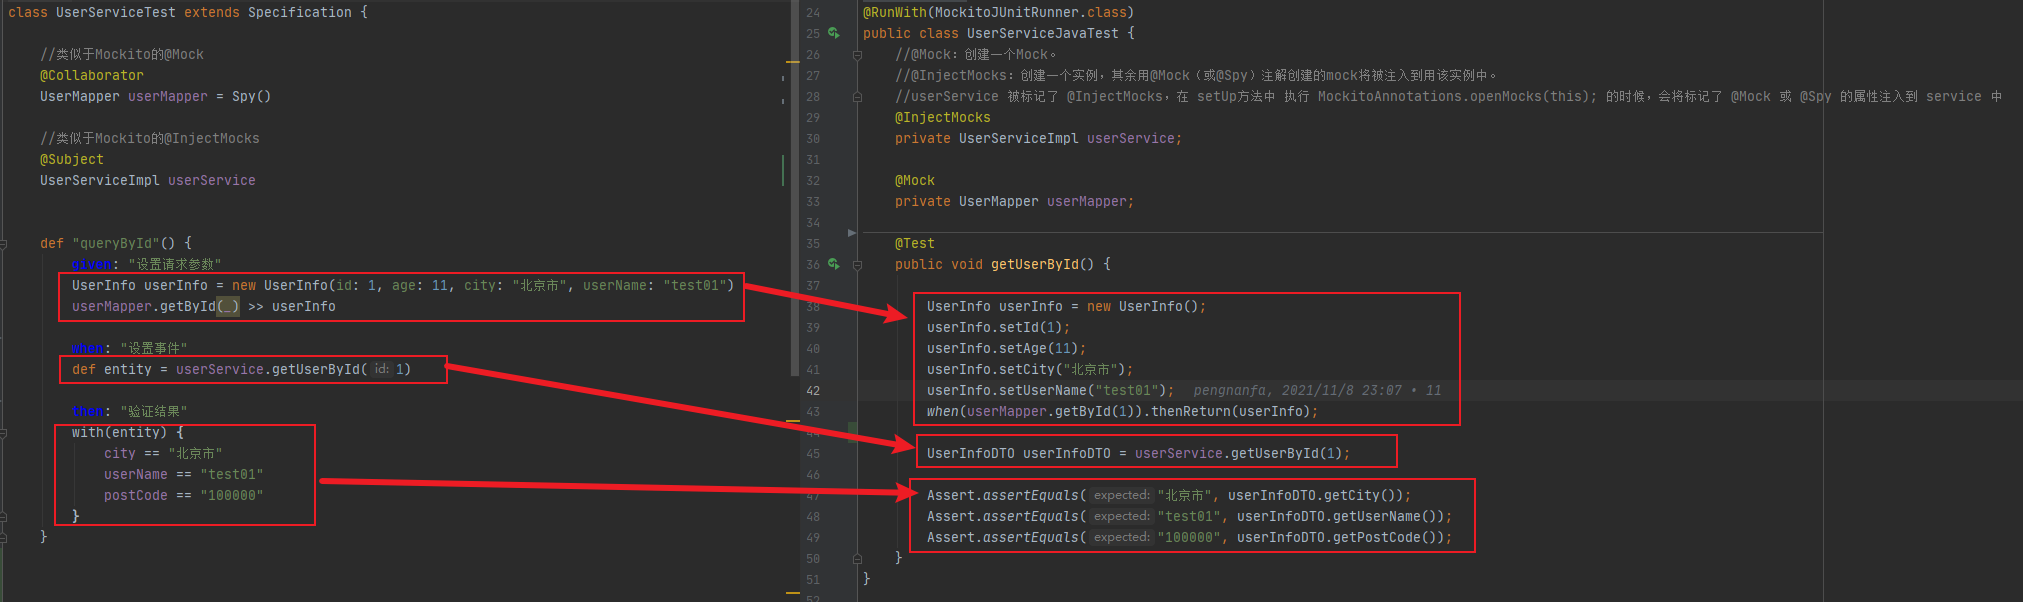 class UserServiceTest extends Specification {
//类似于Mockito的@Mock
@Collaborator
UserMapper userMapper = Spy()
//类似于Mockito的@InjectMocks
@Subject
UserServiceImpl userService
def "queryById"() {
given: "设置请求参数"
UserInfo userInfo = new UserInfo(id: 1, age: 11, city: "北京市", userName: "test01")
userMapper.getById(_) >> userInfo
when: "设置事件"
def entity = userService.getUserById( id: 1)
then: "验证结果"
with(entity) {
city == "北京市"
userName == "test01"
postCode == "100000"
}
}
24 @RunWith(MockitoJUnitRunner.class)
25 public class UserServiceJavaTest {
26 //@Mock: 创建一个Mock。
27 //@InjectMocks: 创建一个实例，其余用@Mock（或@Spy）注解创建的mock将被注入到用该实例中。
28 //userService 被标记了 @InjectMocks，在 setUp方法中 执行 MockitoAnnotations.openMocks(this); 的时候，会将标记了 @Mock 或 @Spy 的属性注入到 service 中
29 @InjectMocks
30 private UserServiceImpl userService;
31
32 @Mock
33 private UserMapper userMapper;
34
35 @Test
36 public void getUserById() {
37
38 UserInfo userInfo = new UserInfo();
39 userInfo.setId(1);
40 userInfo.setAge(11);
41 userInfo.setCity("北京市");
42 userInfo.setUserName("test01"); pengnanfa, 2021/11/8 23:07 • 11
43 when(userMapper.getById(1)).thenReturn(userInfo);
44
45 UserInfoDTO userInfoDTO = userService.getUserById(1);
46
47 Assert.assertEquals( expected: "北京市", userInfoDTO.getCity());
48 Assert.assertEquals( expected: "test01", userInfoDTO.getUserName());
49 Assert.assertEquals( expected: "100000", userInfoDTO.getPostCode());
50 }
51 }
52